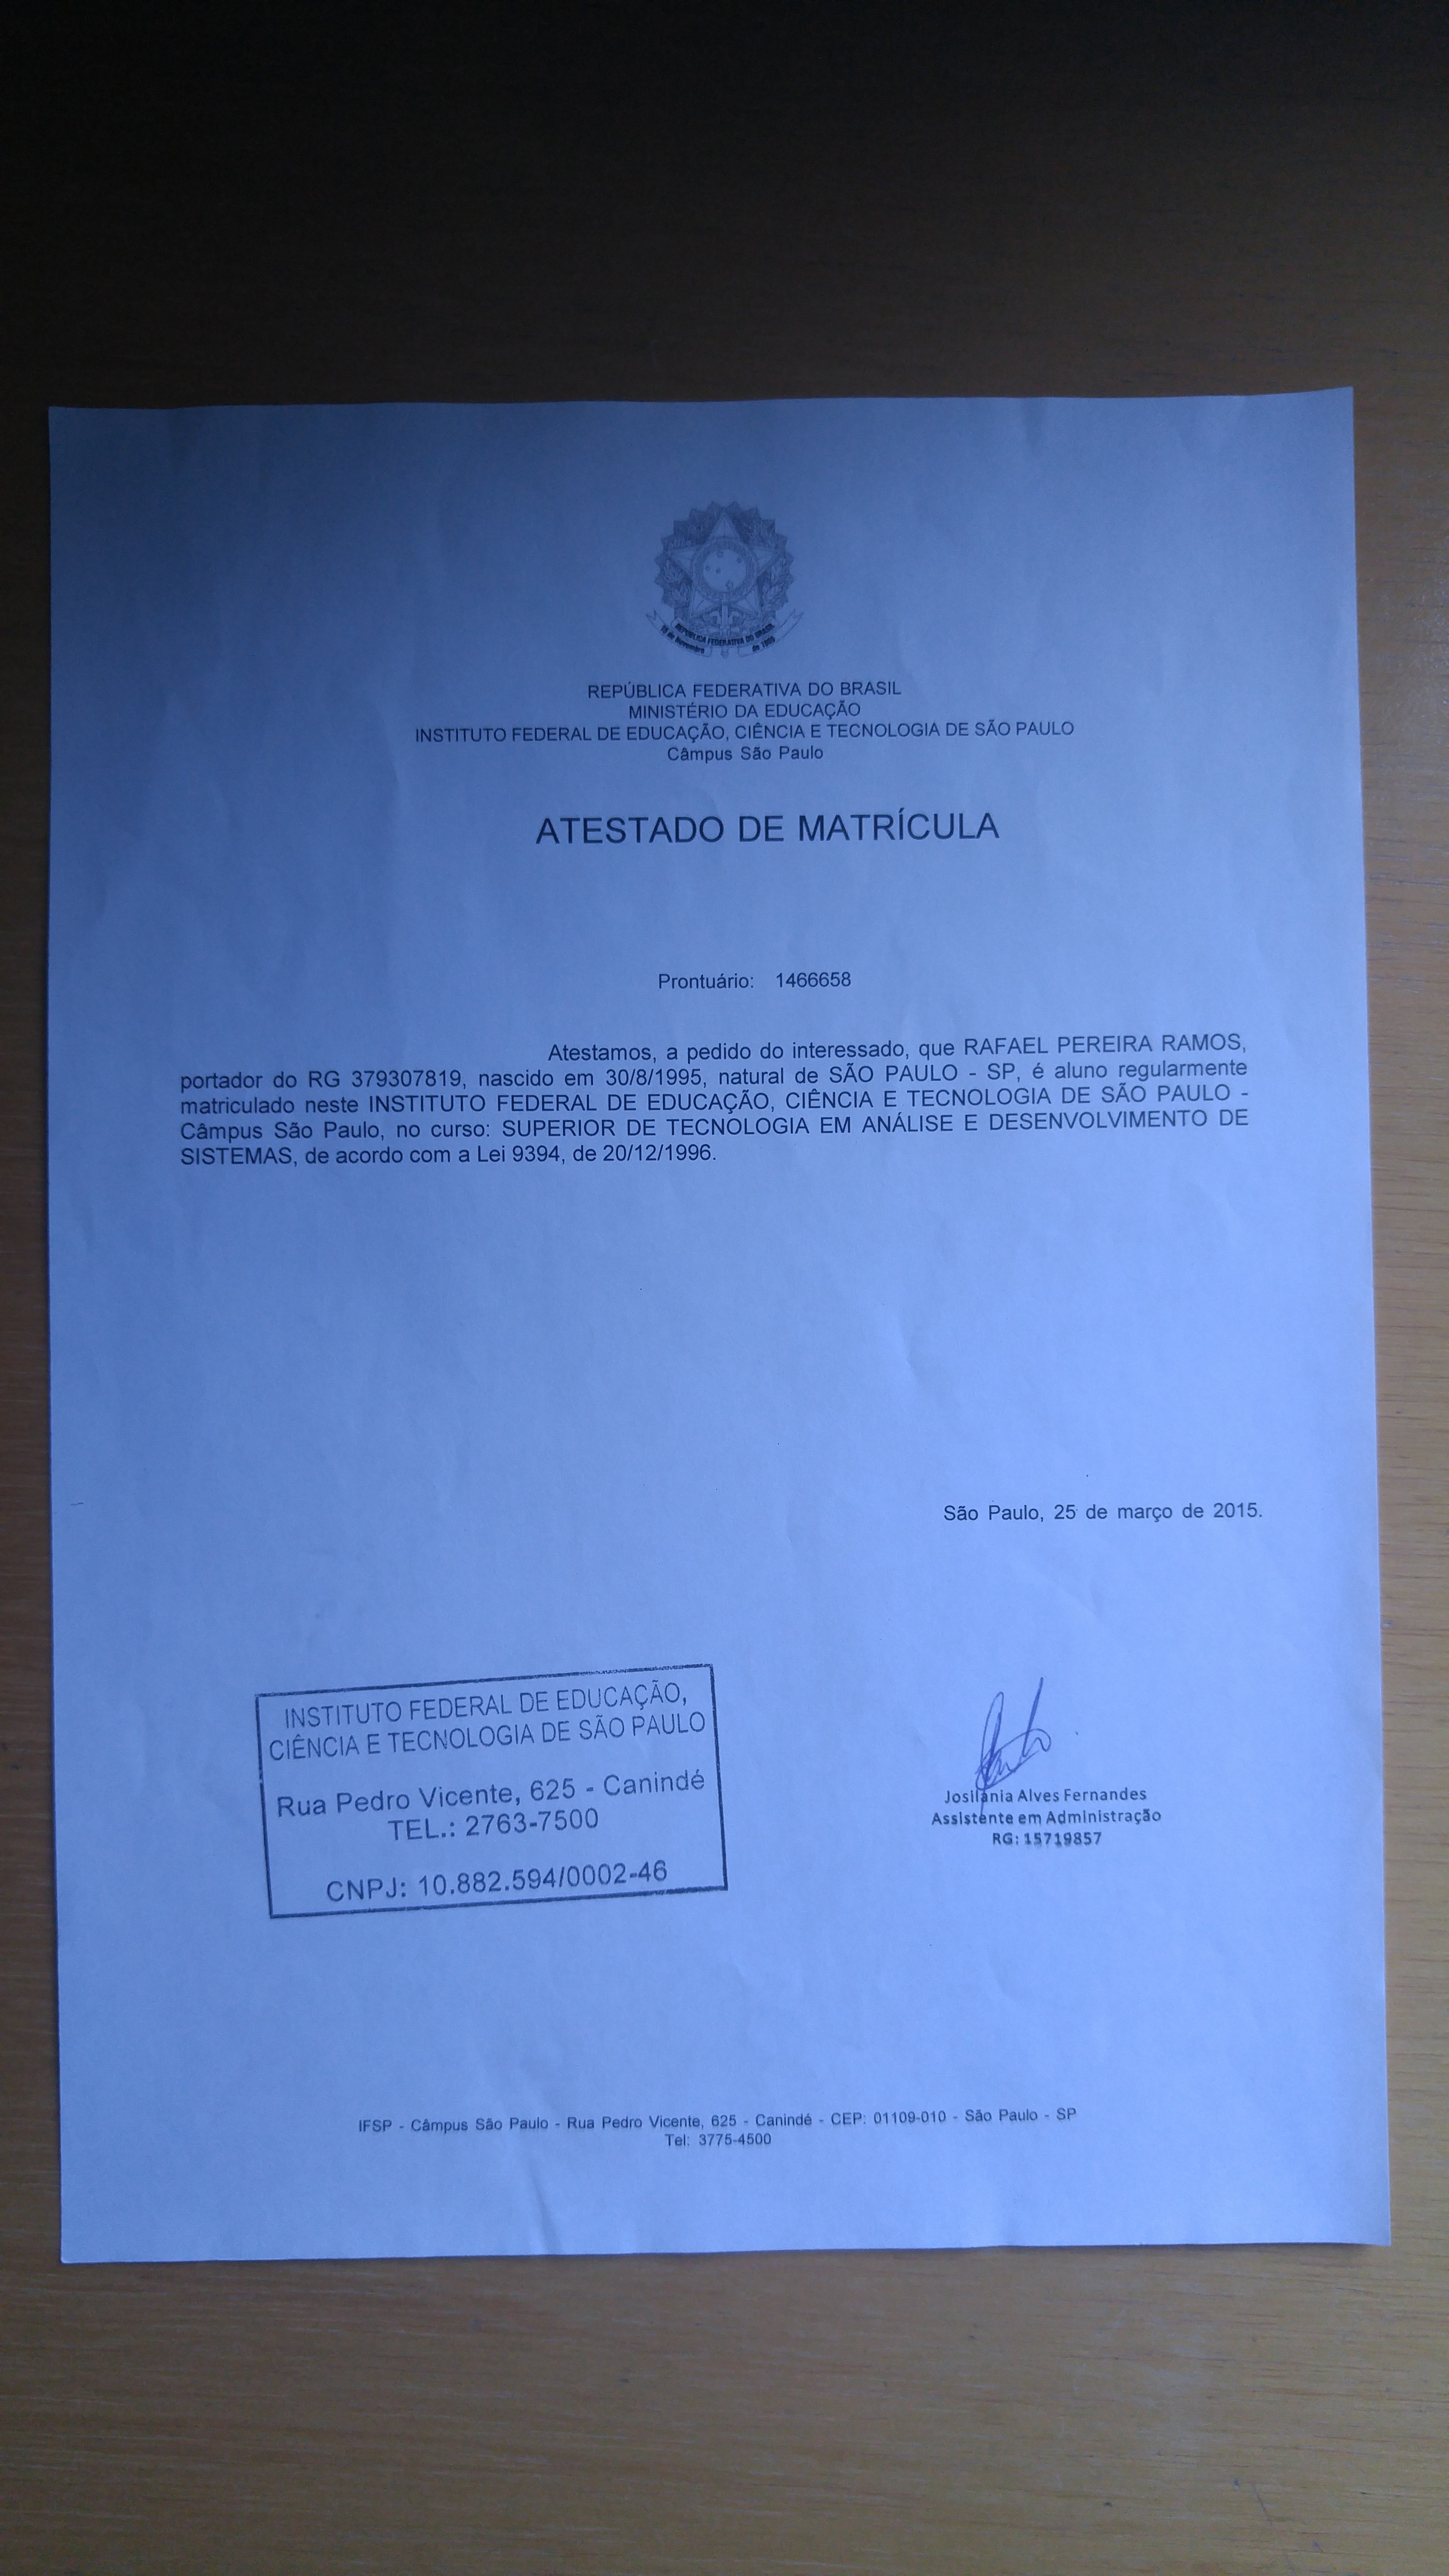 REPÚBLICA FEDERATIVA DO BRASIL
15 de Novembro de 1889
REPÚBLICA FEDERATIVA DO BRASIL
MINISTÉRIO DA EDUCAÇÃO
INSTITUTO FEDERAL DE EDUCAÇÃO, CIÊNCIA E TECNOLOGIA DE SÃO PAULO
Câmpus São Paulo
ATESTADO DE MATRÍCULA
Prontuário: 1466658
Atestamos, a pedido do interessado, que RAFAEL PEREIRA RAMOS,
portador do RG 379307819, nascido em 30/8/1995, natural de SÃO PAULO - SP, é aluno regularmente
matriculado neste INSTITUTO FEDERAL DE EDUCAÇÃO, CIÊNCIA E TECNOLOGIA DE SÃO PAULO -
Câmpus São Paulo, no curso: SUPERIOR DE TECNOLOGIA EM ANÁLISE E DESENVOLVIMENTO DE
SISTEMAS, de acordo com a Lei 9394, de 20/12/1996.
São Paulo, 25 de março de 2015.
INSTITUTO FEDERAL DE EDUCAÇÃO,
CIÊNCIA E TECNOLOGIA DE SÃO PAULO
Rua Pedro Vicente, 625 - Canindé
TEL.: 2763-7500
CNPJ: 10.882.594/0002-46
Josilânia Alves Fernandes
Assistente em Administração
RG: 15719857
IFSP - Câmpus São Paulo - Rua Pedro Vicente, 625 - Canindé - CEP: 01109-010 - São Paulo - SP
Tel: 3775-4500